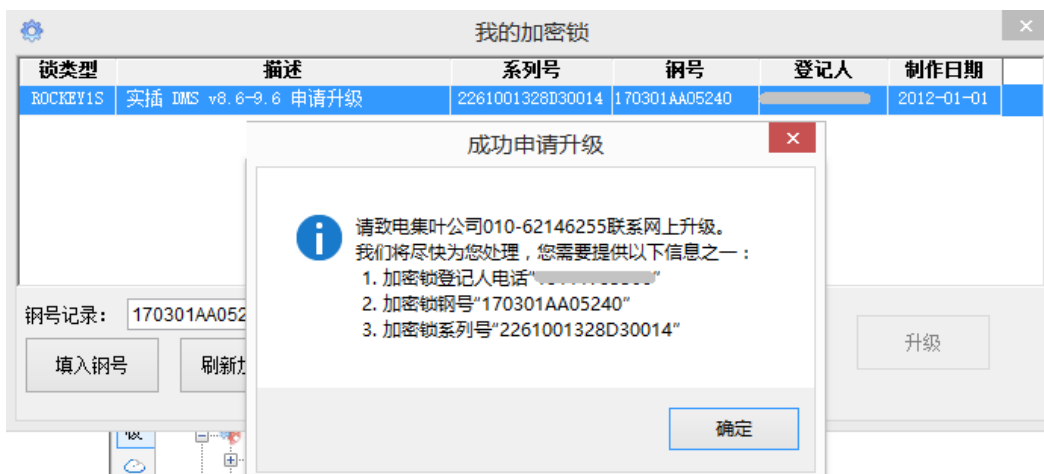 我的加密锁
锁类型 描述 系列号 钢号 登记人 制作日期
ROCKEY1S 实插 DMS v8.6-9.6 申请升级 2261001328D30014 170301AA05240 2012-01-01
成功申请升级
请致电集叶公司010-62146255联系网上升级。
我们将尽快为您处理，您需要提供以下信息之一：
1. 加密锁登记人电话“
2. 加密锁钢号“170301AA05240”
3. 加密锁系列号“2261001328D30014”
钢号记录： 170301AA052
填入钢号 刷新 升级
确定